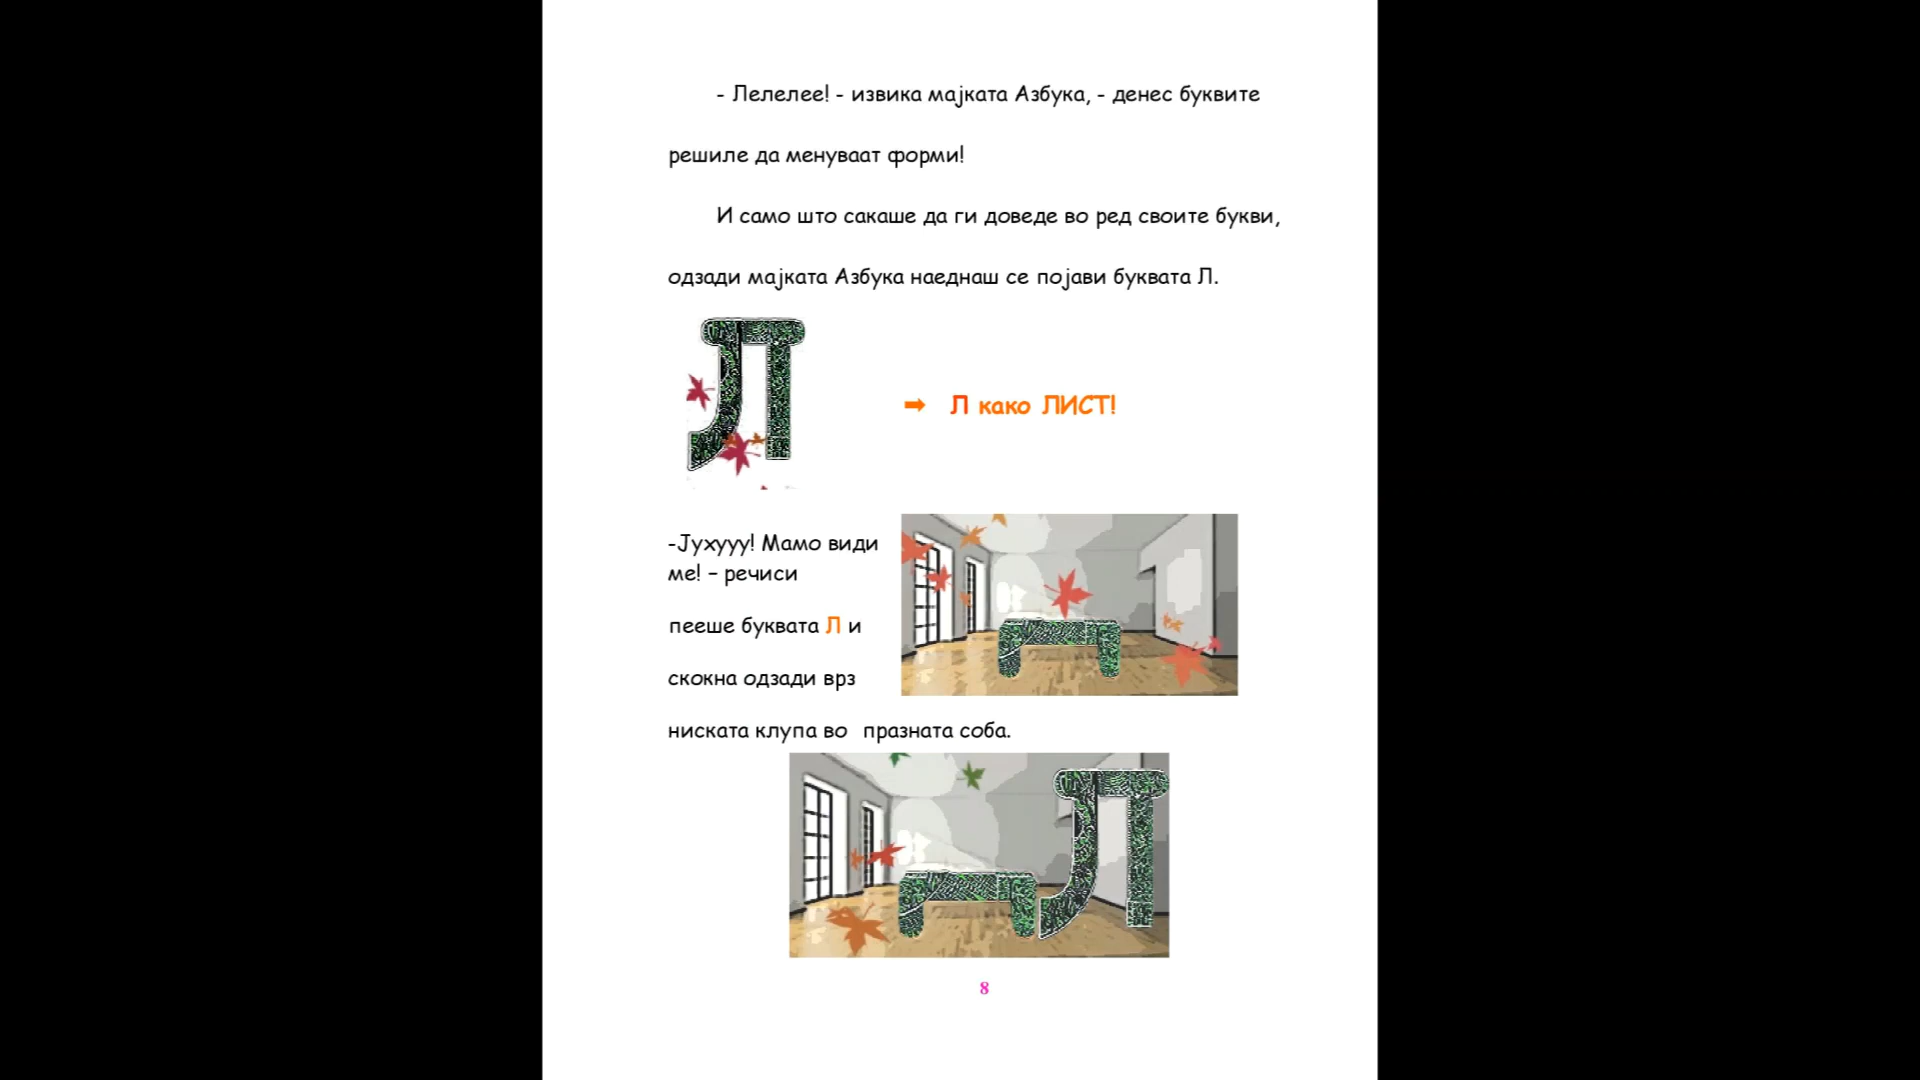 - Лелелее! - извика мајката Азбука, - денес буквите
решиле да менуваат форми!
И само што сакаше да ги доведе во ред своите букви,
одзади мајката Азбука наеднаш се појави буквата Л.
Л
➡ Л како ЛИСТ!
-Јухууу! Мамо види
ме! – речиси
пееше буквата Л и
скокна одзади врз
ниската клупа во празната соба.
Л
8